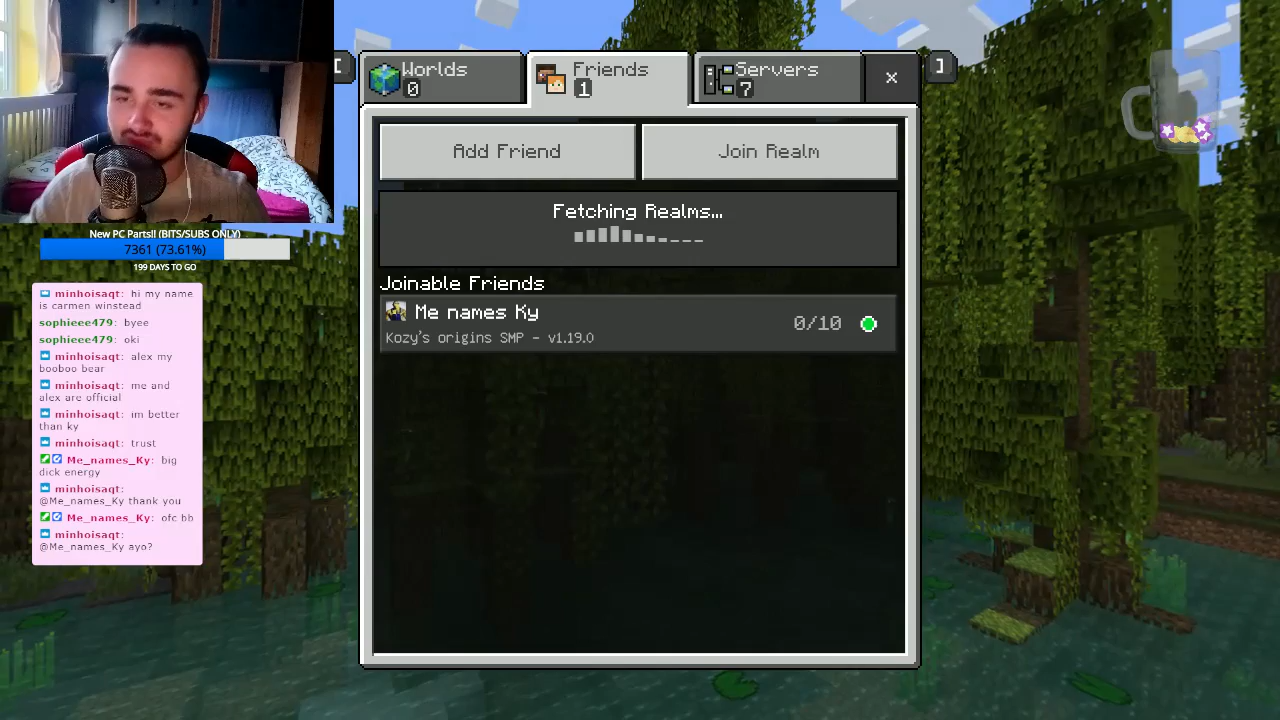 Worlds
0
Friends
1
Servers
7
Add Friend
Join Realm
Fetching Realms...
Joinable Friends
Me names Ky
Kozy's origins SMP - v1.19.0
0/10
New PC Parts!! (BITS/SUBS ONLY)
7361 (73.61%)
199 DAYS TO GO
minhoisaqt: hi my name
is carmen winstead
sophieee479: byee
sophieee479: oki
minhoisaqt: alex my
booboo bear
minhoisaqt: me and
alex are official
minhoisaqt: im better
than ky
minhoisaqt: trust
Me_names_Ky: big
dick energy
minhoisaqt:
@Me_names_Ky thank you
Me_names_Ky: ofc bb
minhoisaqt:
@Me_names_Ky ayo?